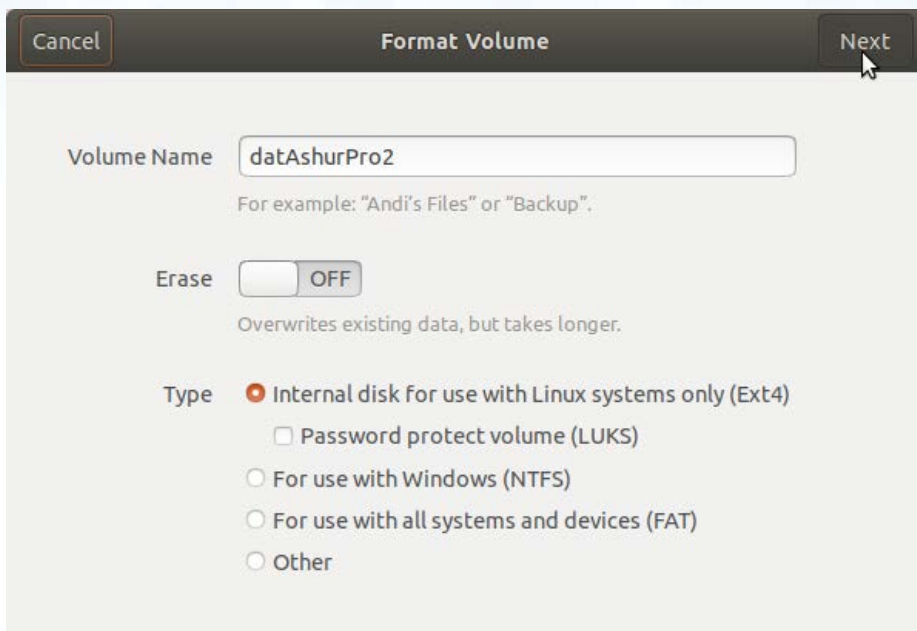 Cancel
Format Volume
Next
Volume Name
datAshurPro2
For example: “Andi’s Files” or “Backup”.
Erase
OFF
Overwrites existing data, but takes longer.
Type
Internal disk for use with Linux systems only (Ext4)
Password protect volume (LUKS)
For use with Windows (NTFS)
For use with all systems and devices (FAT)
Other